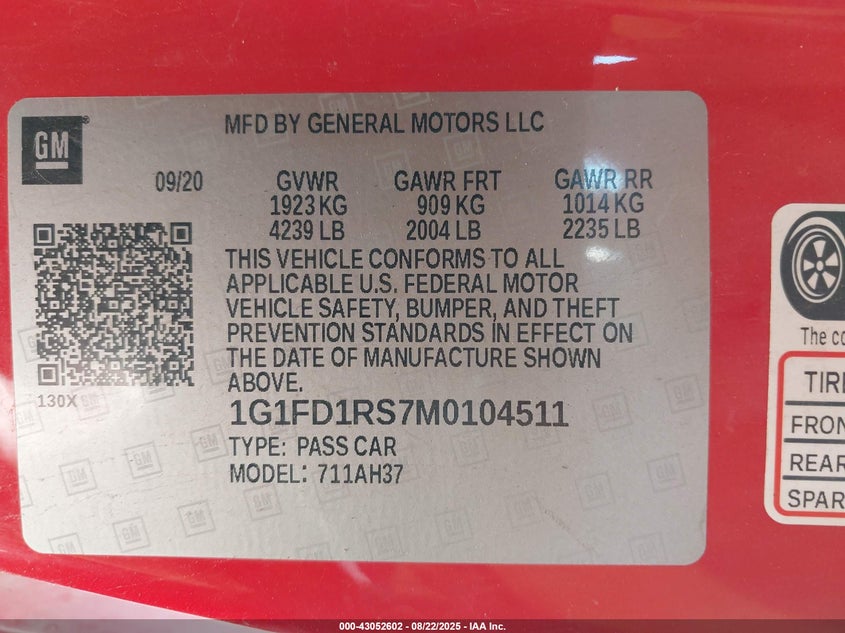 GM
MFD BY GENERAL MOTORS LLC
09/20 GVWR GAWR FRT GAWR RR
1923 KG 909 KG 1014 KG
4239 LB 2004 LB 2235 LB
THIS VEHICLE CONFORMS TO ALL
APPLICABLE U.S. FEDERAL MOTOR
VEHICLE SAFETY, BUMPER, AND THEFT
PREVENTION STANDARDS IN EFFECT ON
THE DATE OF MANUFACTURE SHOWN
ABOVE.
130X
1G1FD1RS7M0104511
TYPE: PASS CAR
MODEL: 711AH37
The co
TIR
FRON
REAR
SPAR
000-43052602 - 08/22/2025 - IAA Inc.